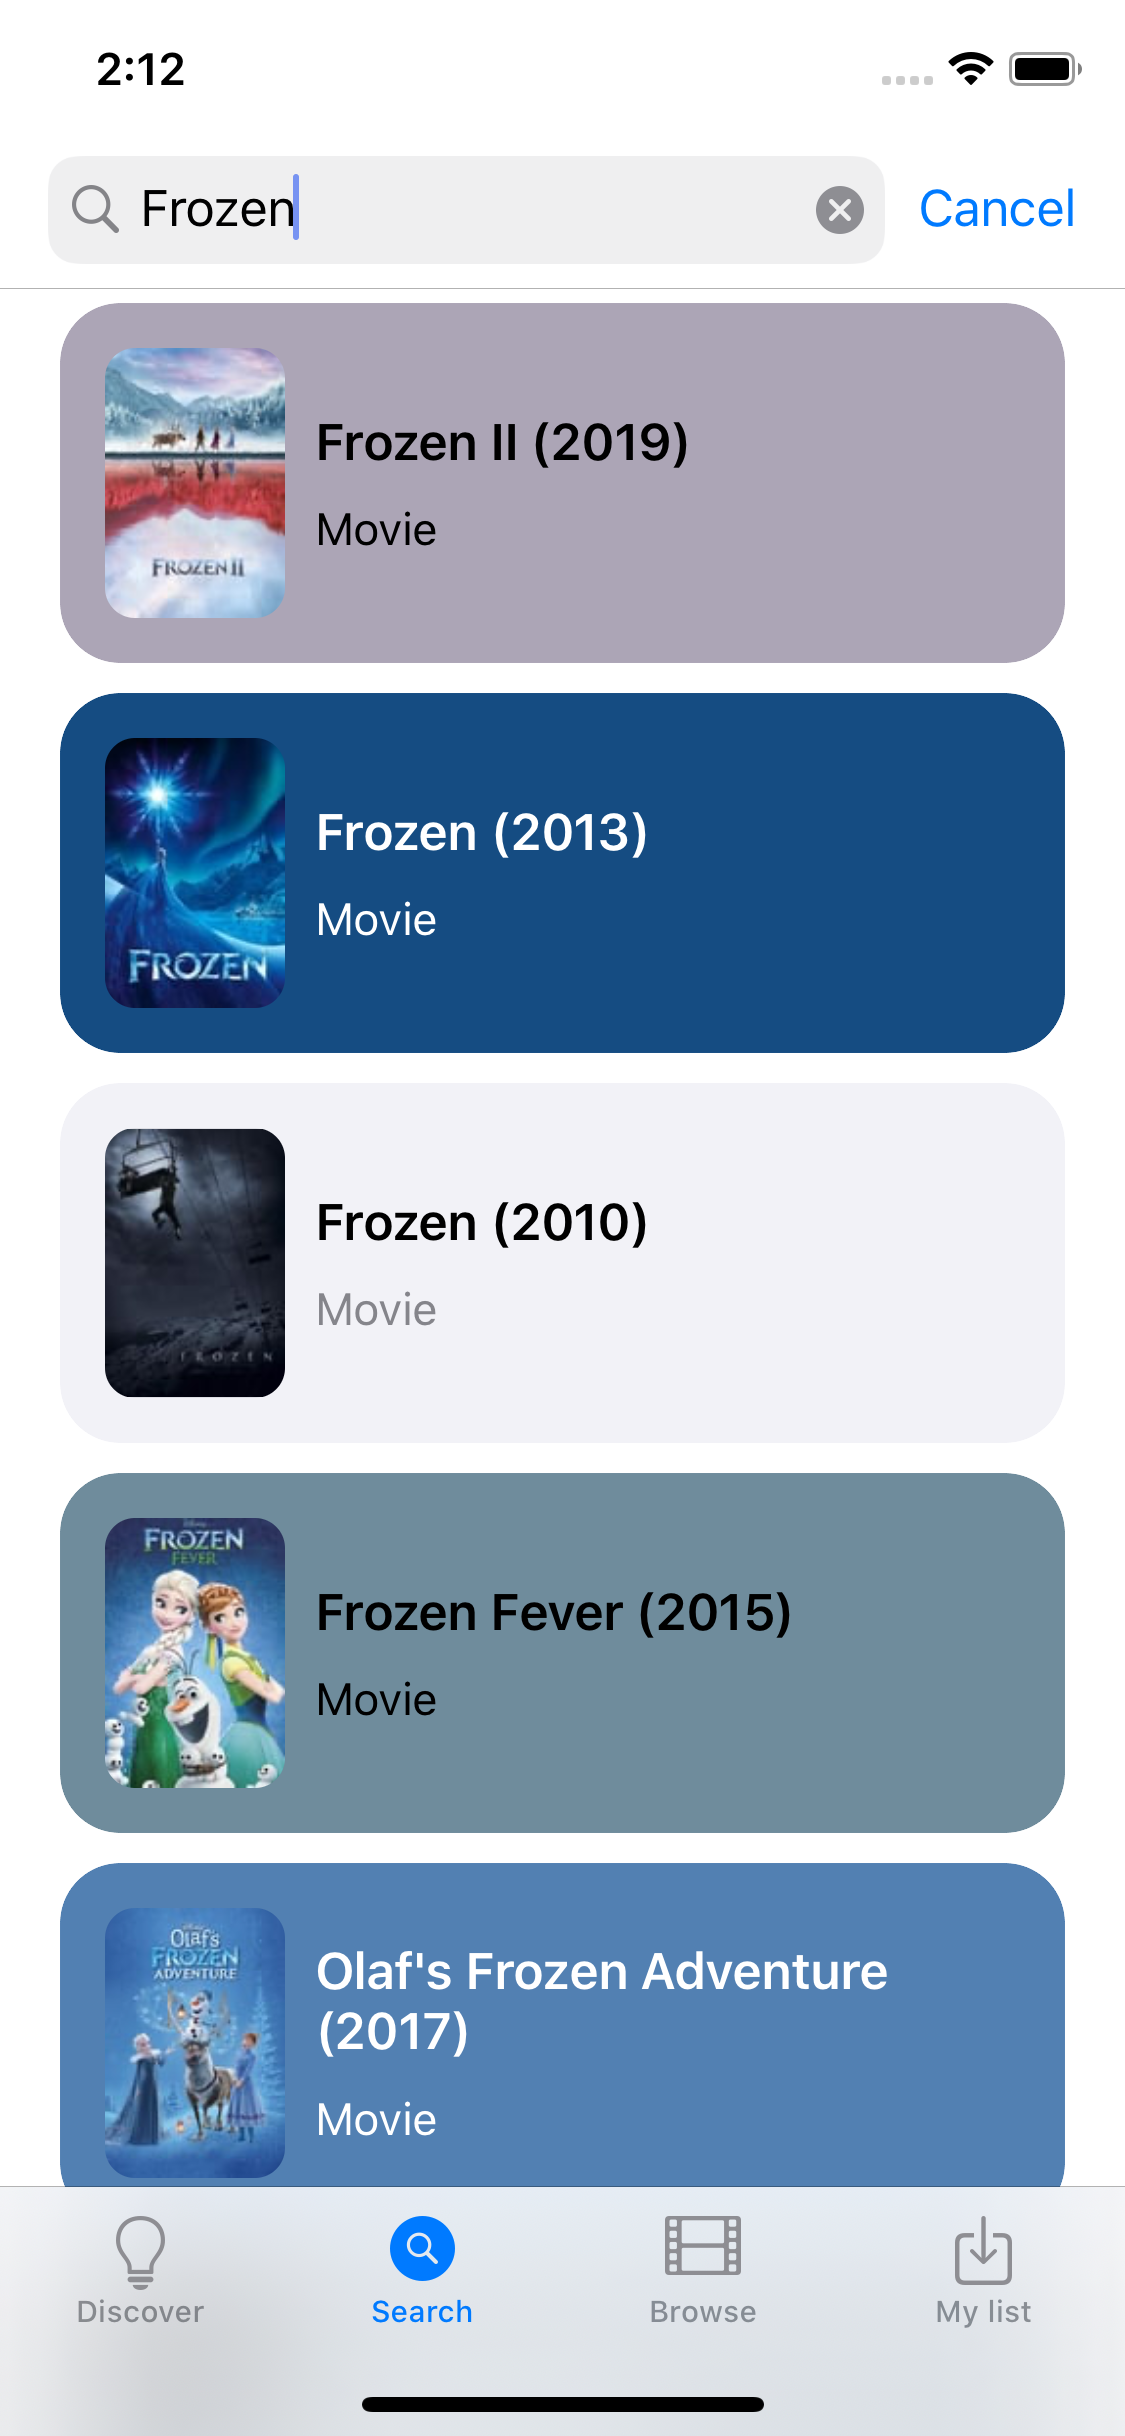 2:12
Frozen
Cancel
FROZEN II
Frozen II (2019)
Movie
FROZEN
Frozen (2013)
Movie
FROZEN
Frozen (2010)
Movie
FROZEN
FEVER
Frozen Fever (2015)
Movie
Olaf's
FROZEN
ADVENTURE
Olaf's Frozen Adventure
(2017)
Movie
Discover
Search
Browse
My list